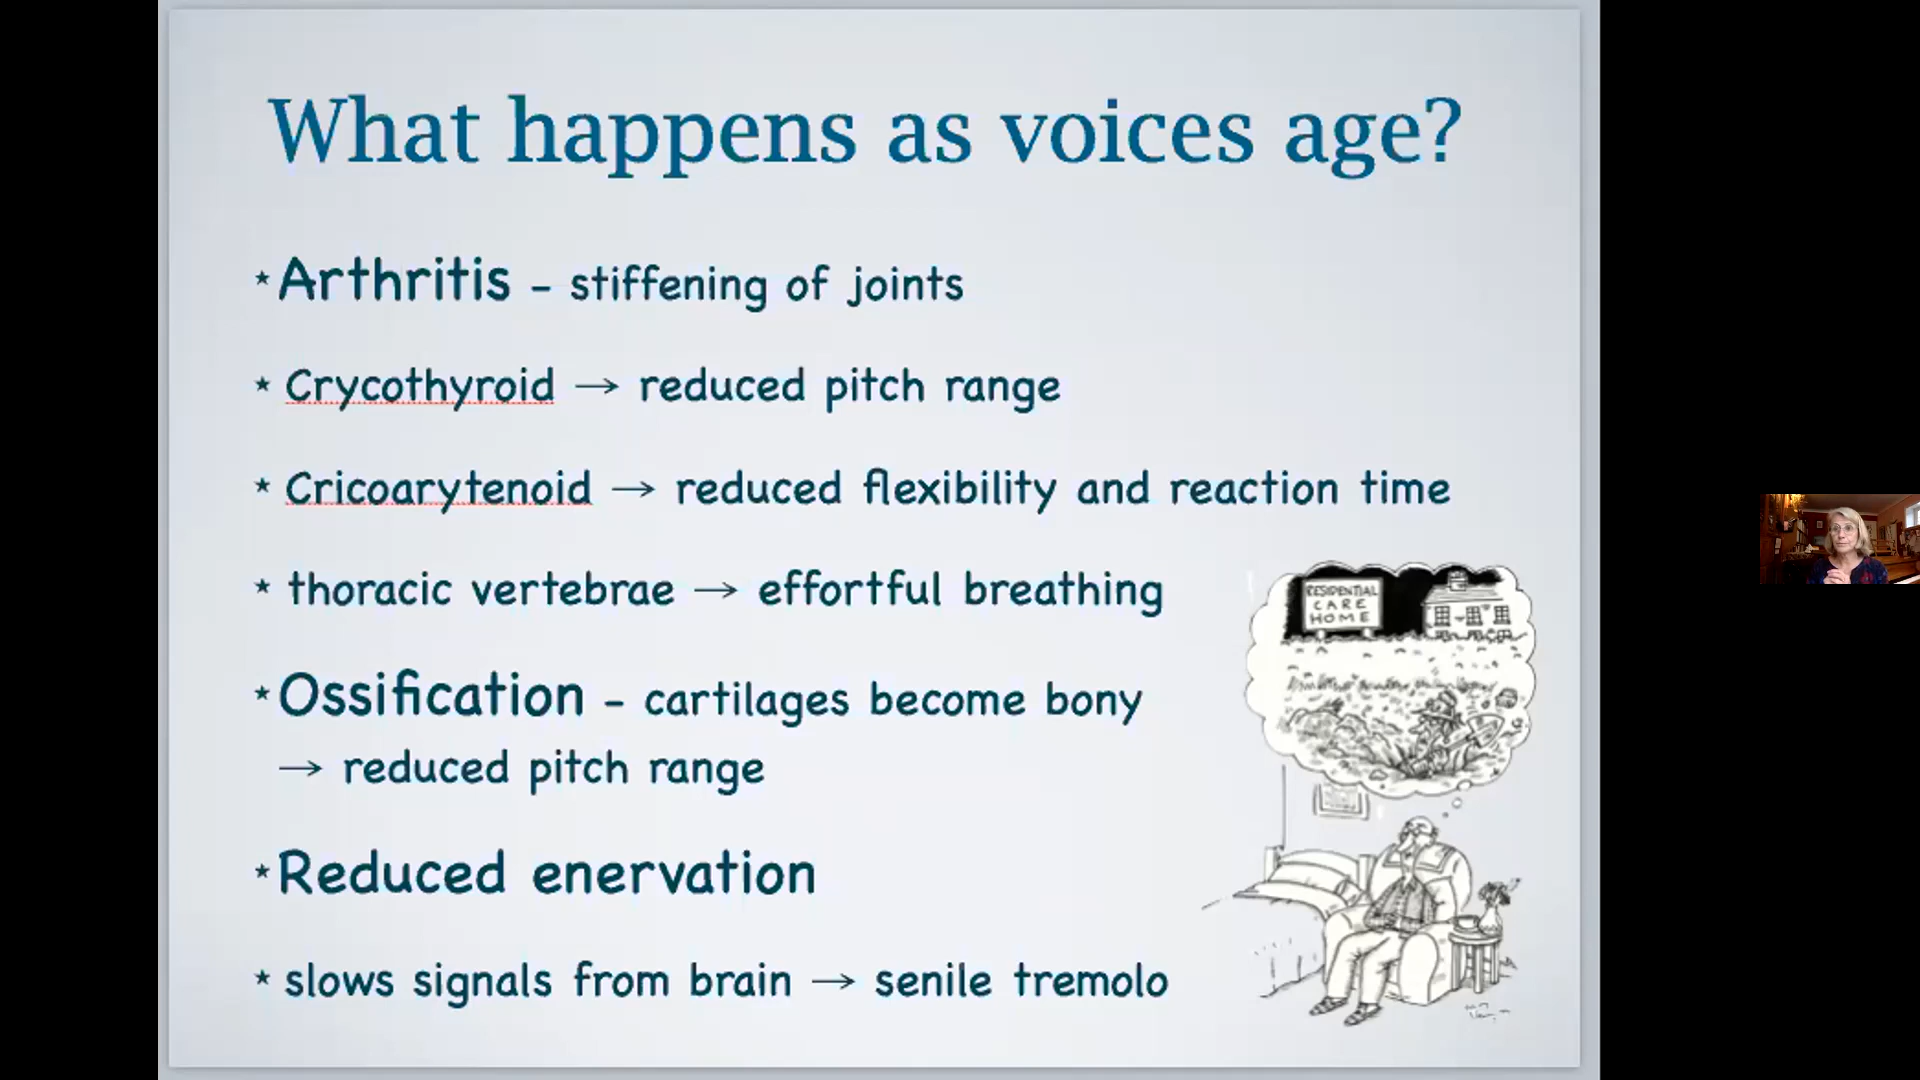 What happens as voices age?
* Arthritis – stiffening of joints
* Crycothyroid → reduced pitch range
* Cricoarytenoid → reduced flexibility and reaction time
* thoracic vertebrae → effortful breathing
RESIDENTIAL
CARE
HOME
* Ossification – cartilages become bony
→ reduced pitch range
* Reduced enervation
* slows signals from brain → senile tremolo